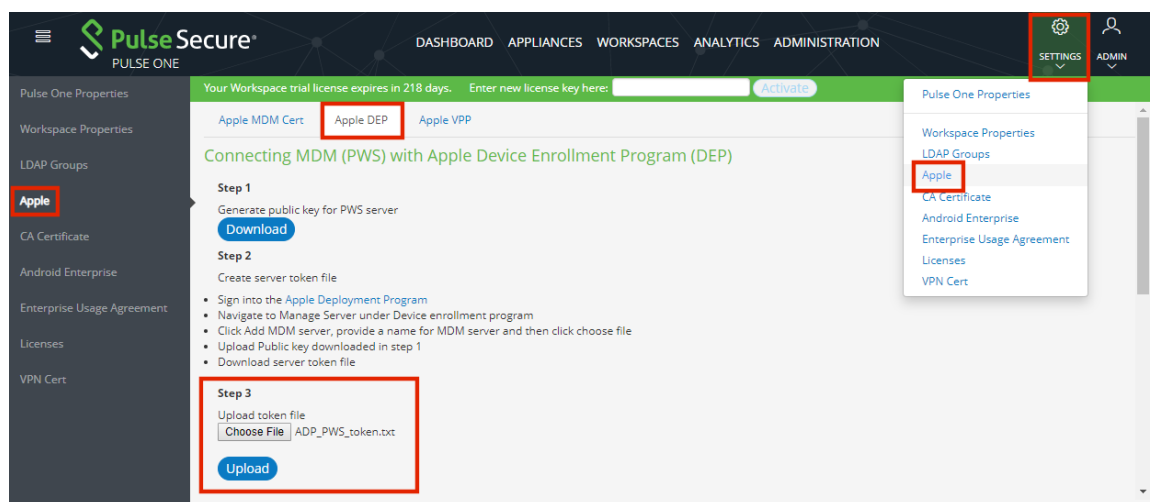 Pulse Secure®
PULSE ONE
DASHBOARD APPLIANCES WORKSPACES ANALYTICS ADMINISTRATION
SETTINGS
ADMIN
Pulse One Properties
Workspace Properties
LDAP Groups
Apple
CA Certificate
Android Enterprise
Enterprise Usage Agreement
Licenses
VPN Cert
Your Workspace trial license expires in 218 days. Enter new license key here: Activate
Apple MDM Cert Apple DEP Apple VPP
Connecting MDM (PWS) with Apple Device Enrollment Program (DEP)
Step 1
Generate public key for PWS server
Download
Step 2
Create server token file
• Sign into the Apple Deployment Program
• Navigate to Manage Server under Device enrollment program
• Click Add MDM server, provide a name for MDM server and then click choose file
• Upload Public key downloaded in step 1
• Download server token file
Step 3
Upload token file
Choose File ADP_PWS_token.txt
Upload
Pulse One Properties
Workspace Properties
LDAP Groups
Apple
CA Certificate
Android Enterprise
Enterprise Usage Agreement
Licenses
VPN Cert